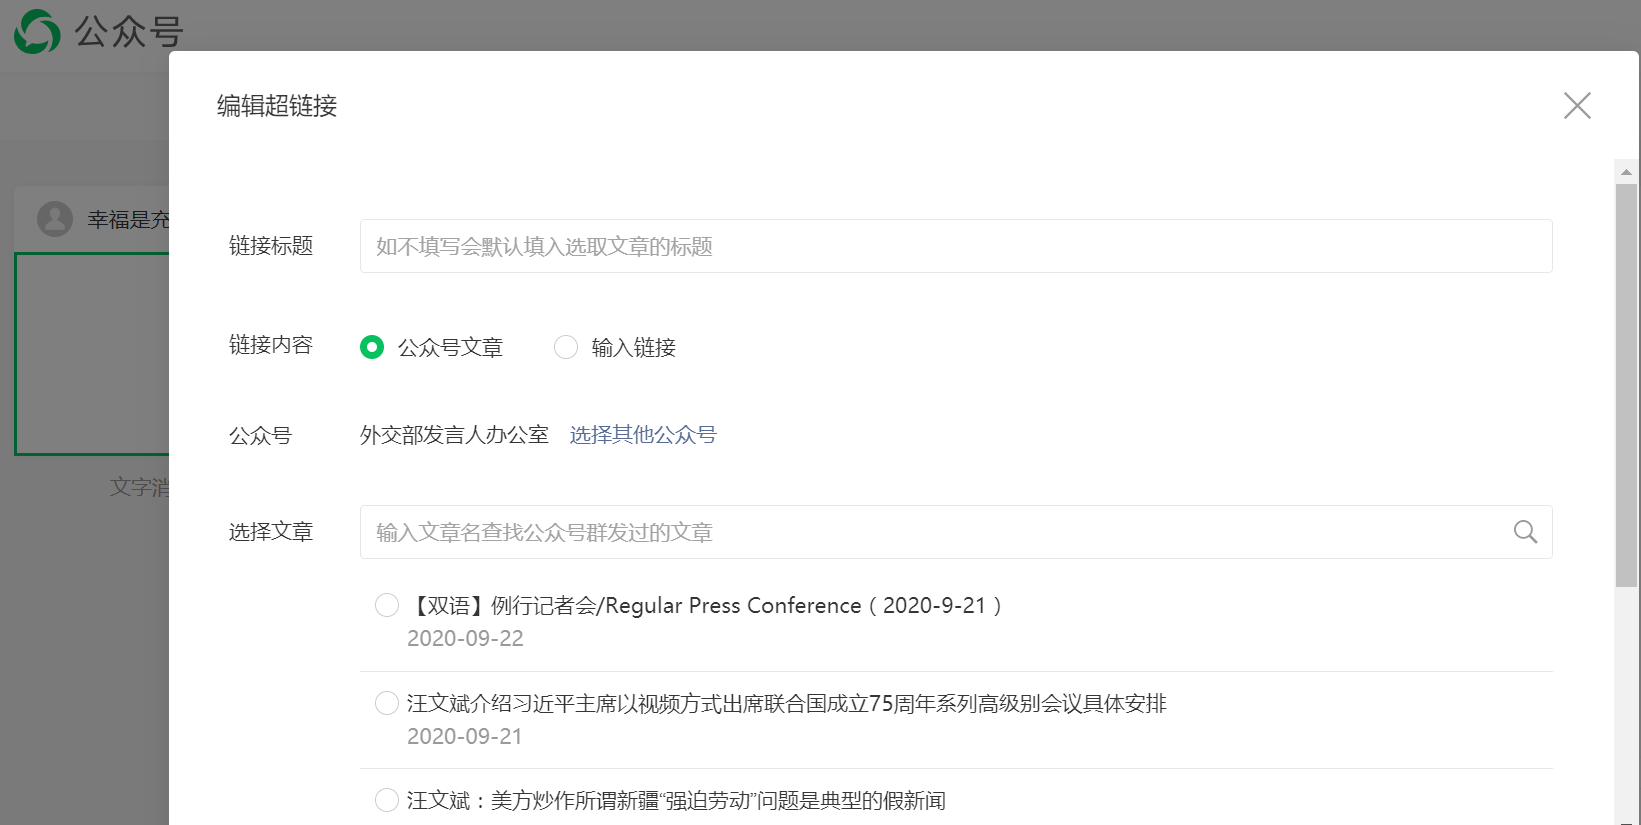 公众号
编辑超链接
幸福是充
链接标题
如不填写会默认填入选取文章的标题
链接内容
公众号文章
输入链接
公众号
外交部发言人办公室 选择其他公众号
文字消
选择文章
输入文章名查找公众号群发过的文章
【双语】例行记者会/Regular Press Conference（2020-9-21）
2020-09-22
汪文斌介绍习近平主席以视频方式出席联合国成立75周年系列高级别会议具体安排
2020-09-21
汪文斌：美方炒作所谓新疆“强迫劳动”问题是典型的假新闻